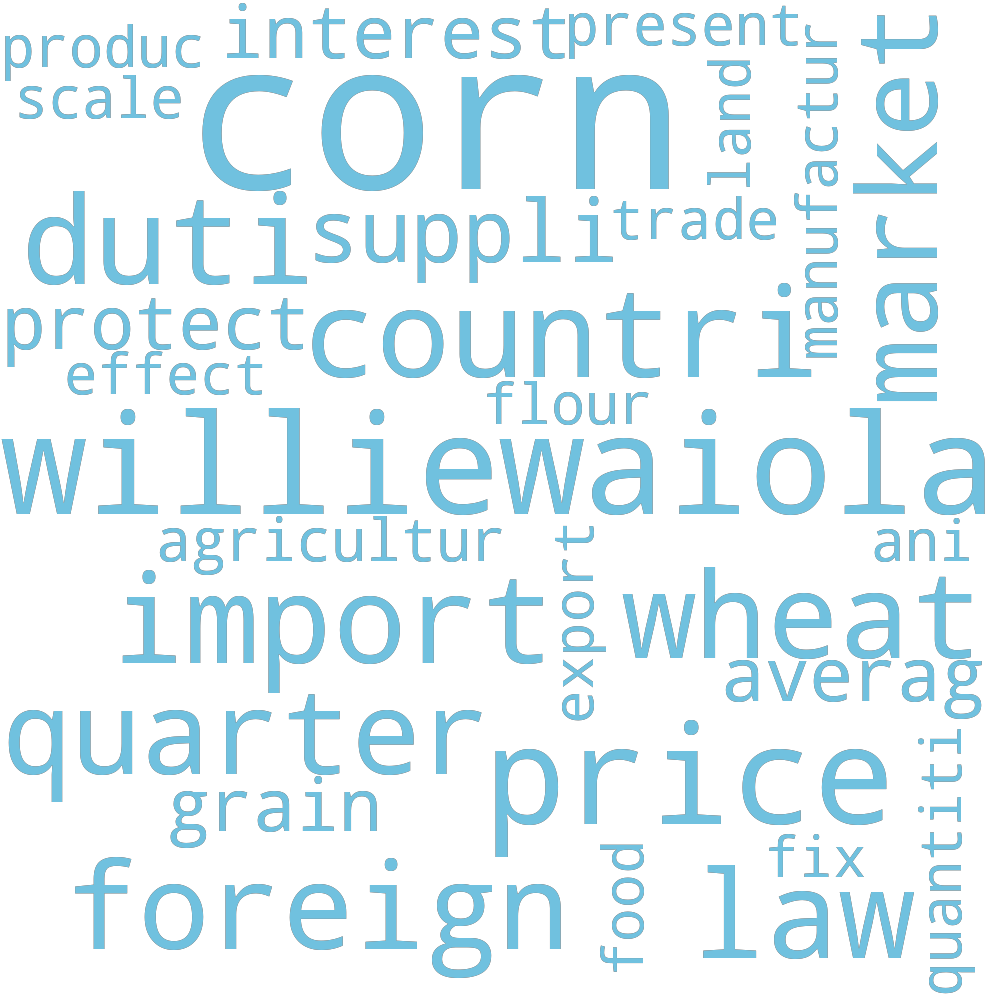 produc interest present
scale corn land manufactur market
duti suppli trade
protect countri
effect flour
williewaiola
agricultur export ani
import wheat
averag
quarter price quantiti
grain
foreign food fix
law